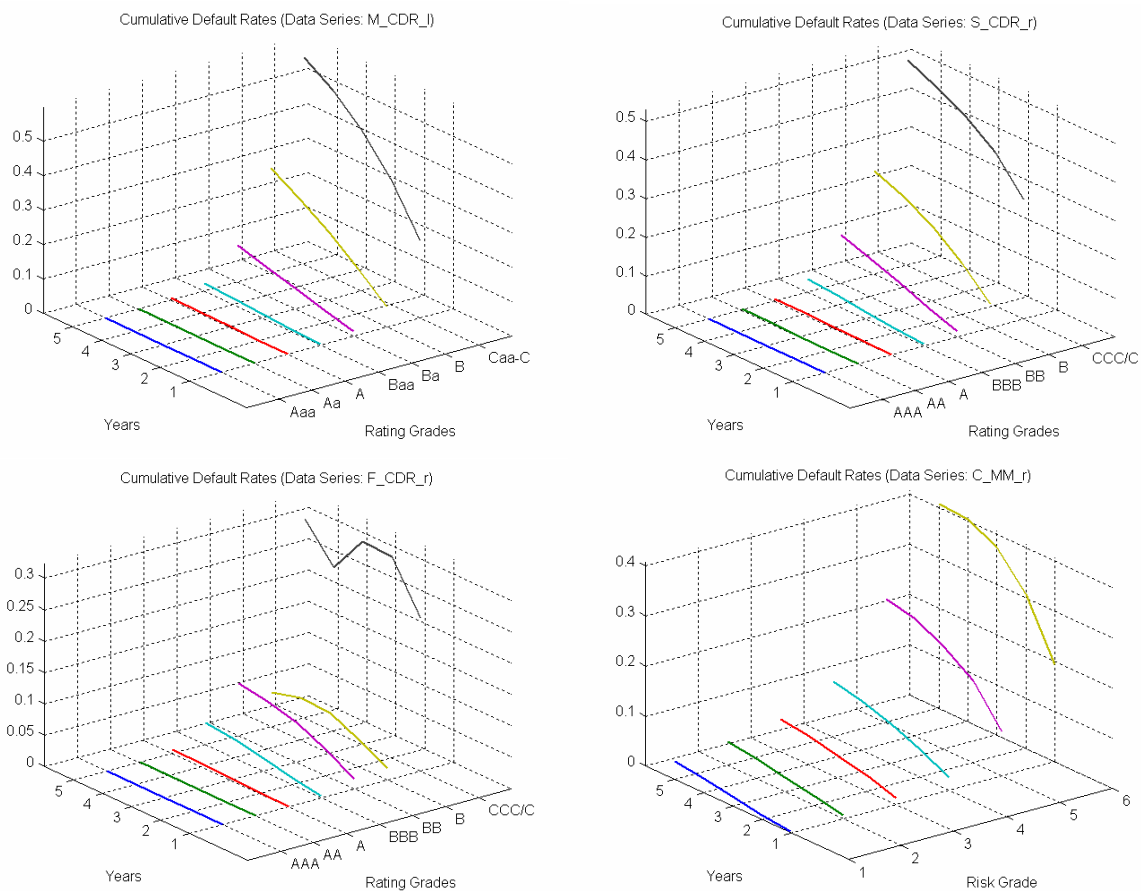 Cumulative Default Rates (Data Series: M_CDR_l)
0.5
0.4
0.3
0.2
0.1
0
5
4
3
2
1
Years
Aaa
Aa
A
Baa
Ba
B
Caa-C
Rating Grades
Cumulative Default Rates (Data Series: S_CDR_r)
0.5
0.4
0.3
0.2
0.1
0
5
4
3
2
1
Years
AAA
AA
A
BBB
BB
B
CCC/C
Rating Grades
Cumulative Default Rates (Data Series: F_CDR_r)
0.3
0.25
0.2
0.15
0.1
0.05
0
5
4
3
2
1
Years
AAA
AA
A
BBB
BB
B
CCC/C
Rating Grades
Cumulative Default Rates (Data Series: C_MM_r)
0.4
0.3
0.2
0.1
0
5
4
3
2
1
Years
1
2
3
4
5
6
Risk Grade